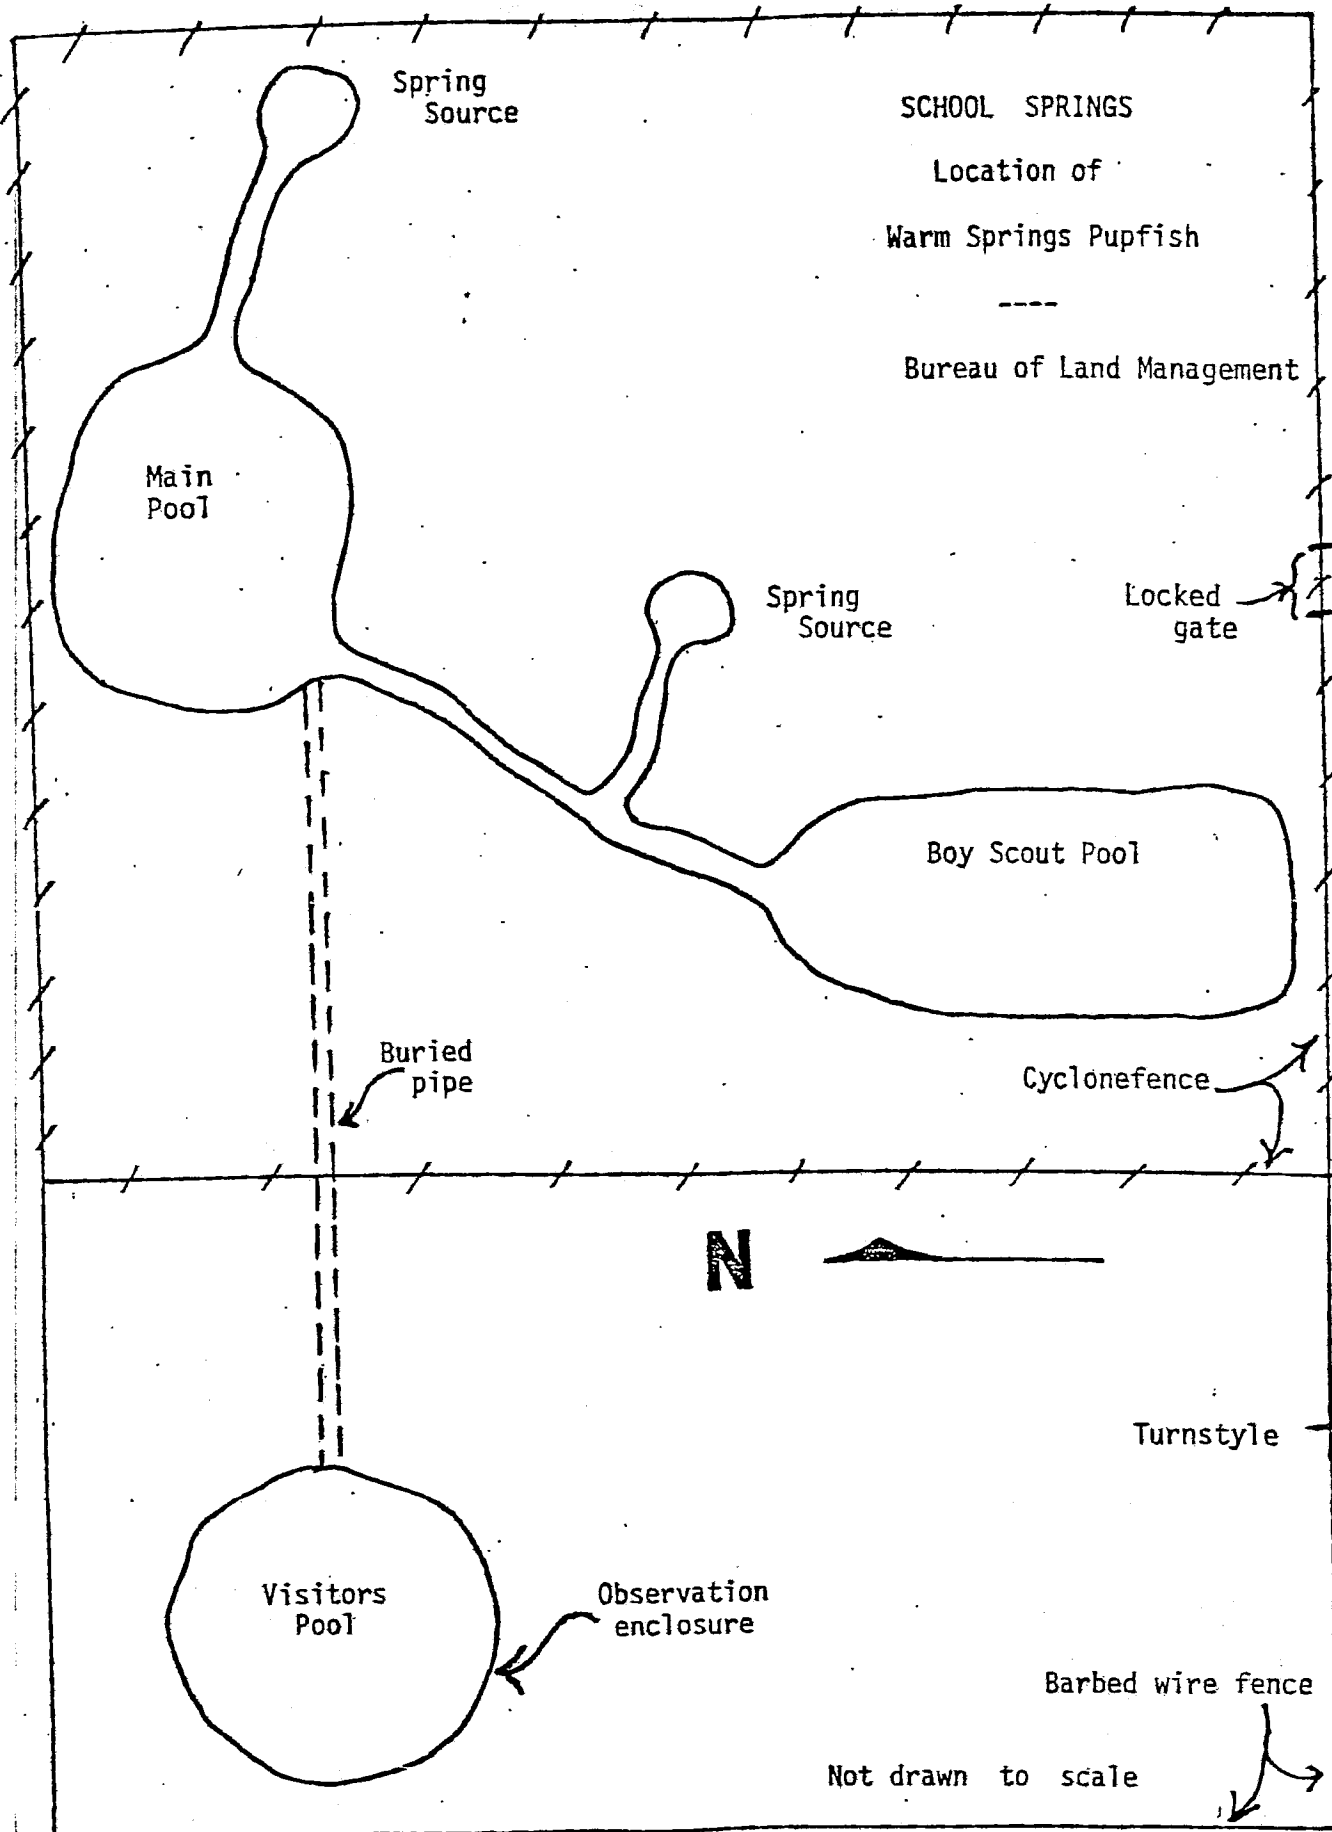 Spring
Source
SCHOOL SPRINGS
Location of
Warm Springs Pupfish
----
Bureau of Land Management
Main
Pool
Spring
Source
Locked
gate
Boy Scout Pool
Buried
pipe
Cyclonefence
N
Turnstyle
Visitors
Pool
Observation
enclosure
Barbed wire fence
Not drawn to scale